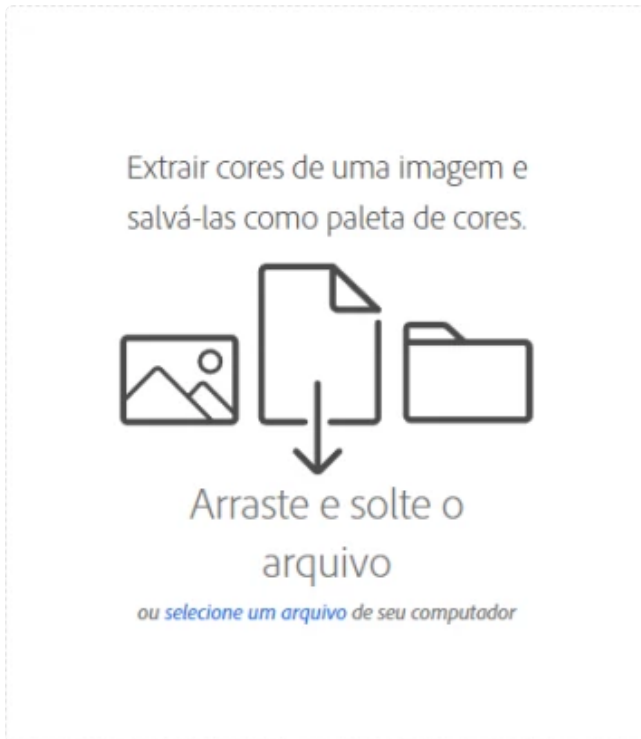 Extrair cores de uma imagem e
salvá-las como paleta de cores.
Arraste e solte o
arquivo
ou selecione um arquivo de seu computador